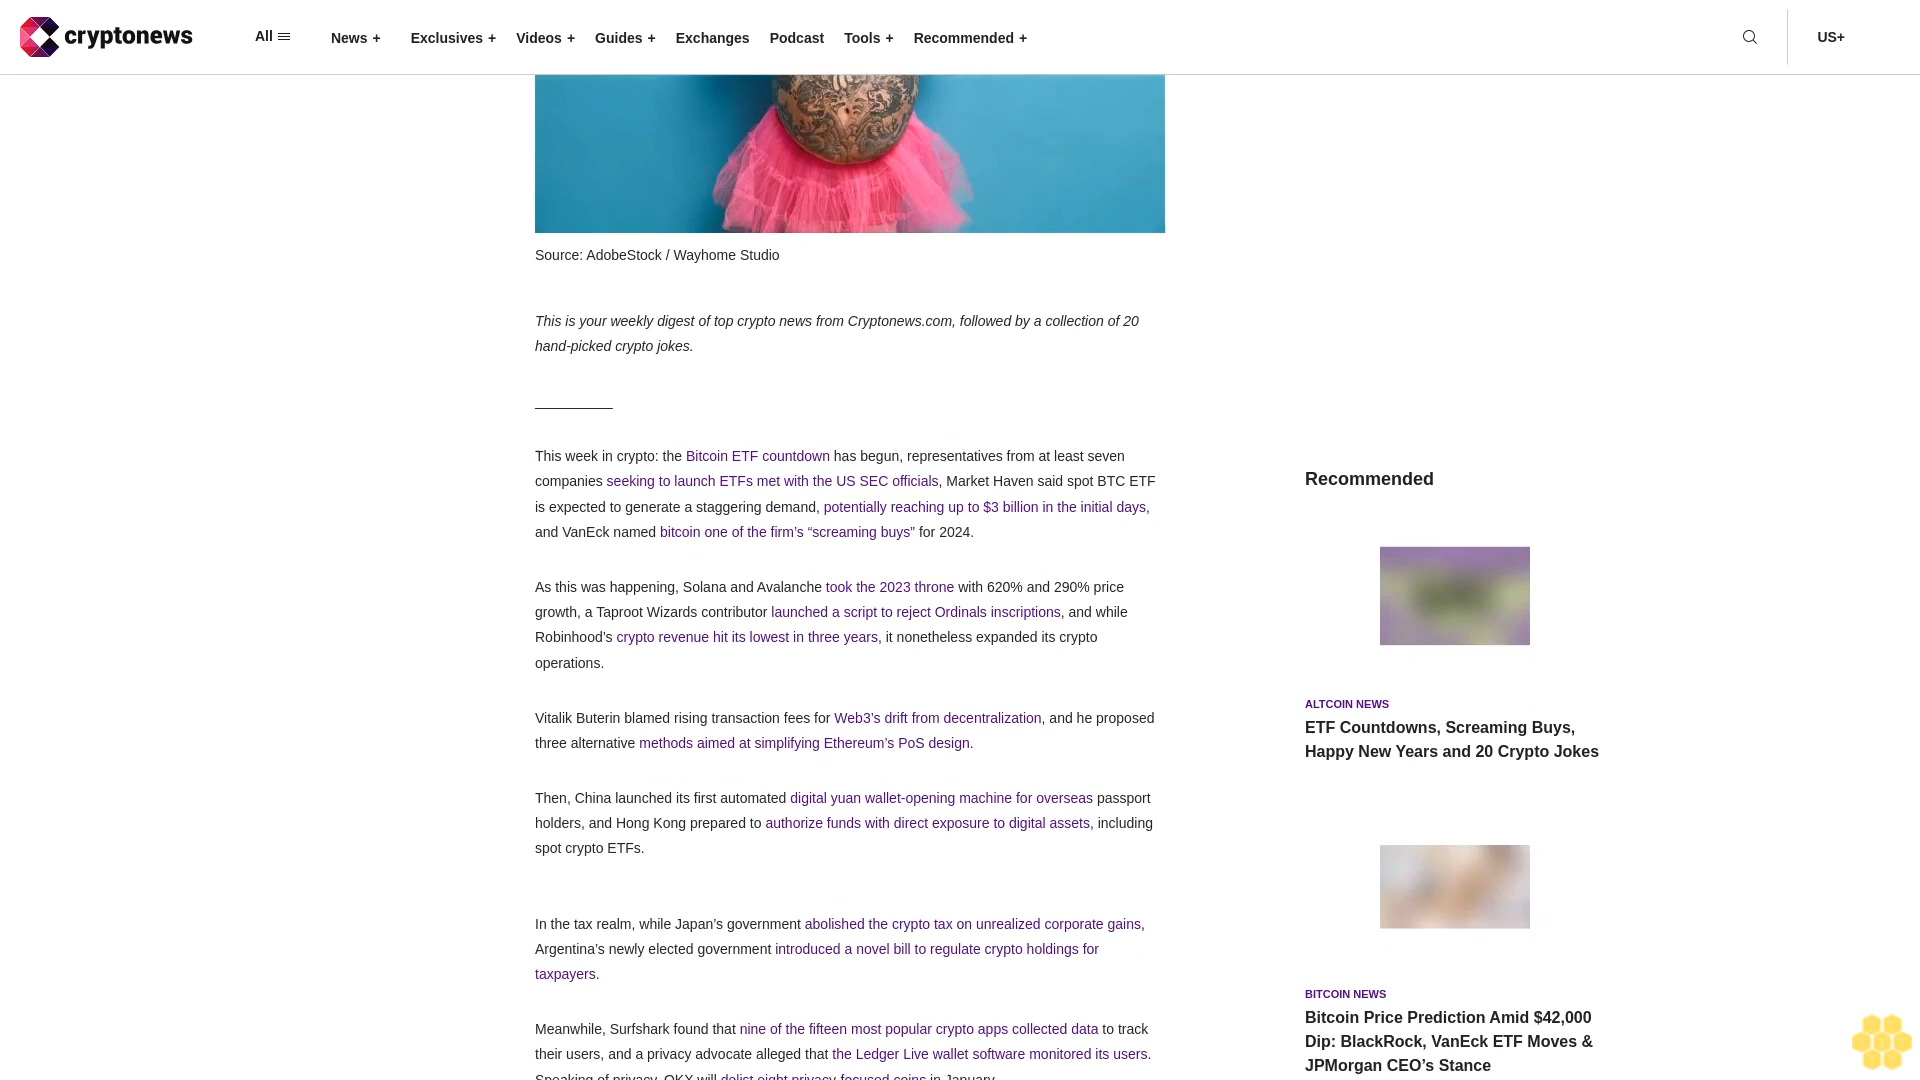 cryptonews
All
News +
Exclusives +
Videos +
Guides +
Exchanges
Podcast
Tools +
Recommended +
US+
Source: AdobeStock / Wayhome Studio
This is your weekly digest of top crypto news from Cryptonews.com, followed by a collection of 20
hand-picked crypto jokes.
__________
This week in crypto: the Bitcoin ETF countdown has begun, representatives from at least seven
companies seeking to launch ETFs met with the US SEC officials, Market Haven said spot BTC ETF
is expected to generate a staggering demand, potentially reaching up to $3 billion in the initial days,
and VanEck named bitcoin one of the firm’s “screaming buys” for 2024.
As this was happening, Solana and Avalanche took the 2023 throne with 620% and 290% price
growth, a Taproot Wizards contributor launched a script to reject Ordinals inscriptions, and while
Robinhood’s crypto revenue hit its lowest in three years, it nonetheless expanded its crypto
operations.
Vitalik Buterin blamed rising transaction fees for Web3’s drift from decentralization, and he proposed
three alternative methods aimed at simplifying Ethereum’s PoS design.
Then, China launched its first automated digital yuan wallet-opening machine for overseas passport
holders, and Hong Kong prepared to authorize funds with direct exposure to digital assets, including
spot crypto ETFs.
In the tax realm, while Japan’s government abolished the crypto tax on unrealized corporate gains,
Argentina’s newly elected government introduced a novel bill to regulate crypto holdings for
taxpayers.
Meanwhile, Surfshark found that nine of the fifteen most popular crypto apps collected data to track
their users, and a privacy advocate alleged that the Ledger Live wallet software monitored its users.
Speaking of privacy, OKX will delist eight privacy-focused coins in January.
Recommended
ALTCOIN NEWS
ETF Countdowns, Screaming Buys,
Happy New Years and 20 Crypto Jokes
BITCOIN NEWS
Bitcoin Price Prediction Amid $42,000
Dip: BlackRock, VanEck ETF Moves &
JPMorgan CEO’s Stance